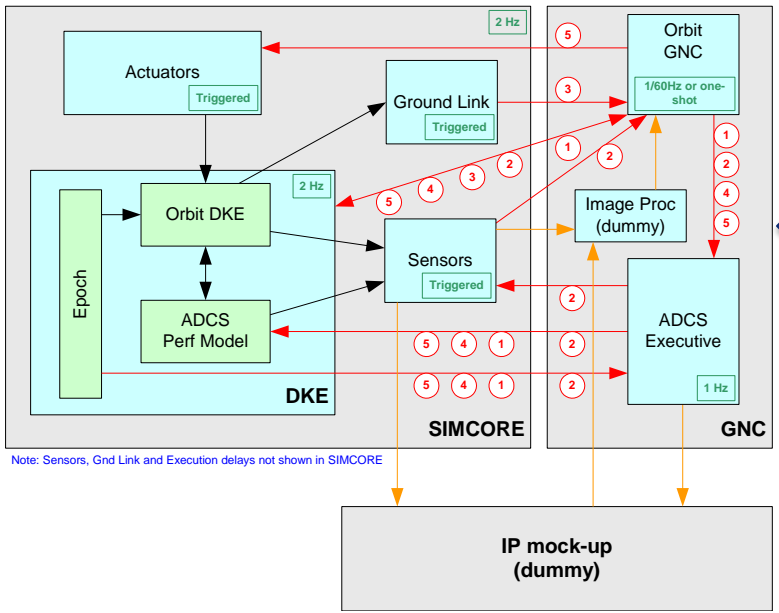 2 Hz
Actuators
Triggered
Ground Link
Triggered
5
3
Orbit
GNC
1/60Hz or one-
shot
1
2
3
4
5
2
1
2
4
5
2 Hz
Orbit DKE
Epoch
ADCS
Perf Model
DKE
Sensors
Triggered
Image Proc
(dummy)
2
5 4 1 2
5 4 1 2
ADCS
Executive
1 Hz
SIMCORE
GNC
Note: Sensors, Gnd Link and Execution delays not shown in SIMCORE
IP mock-up
(dummy)